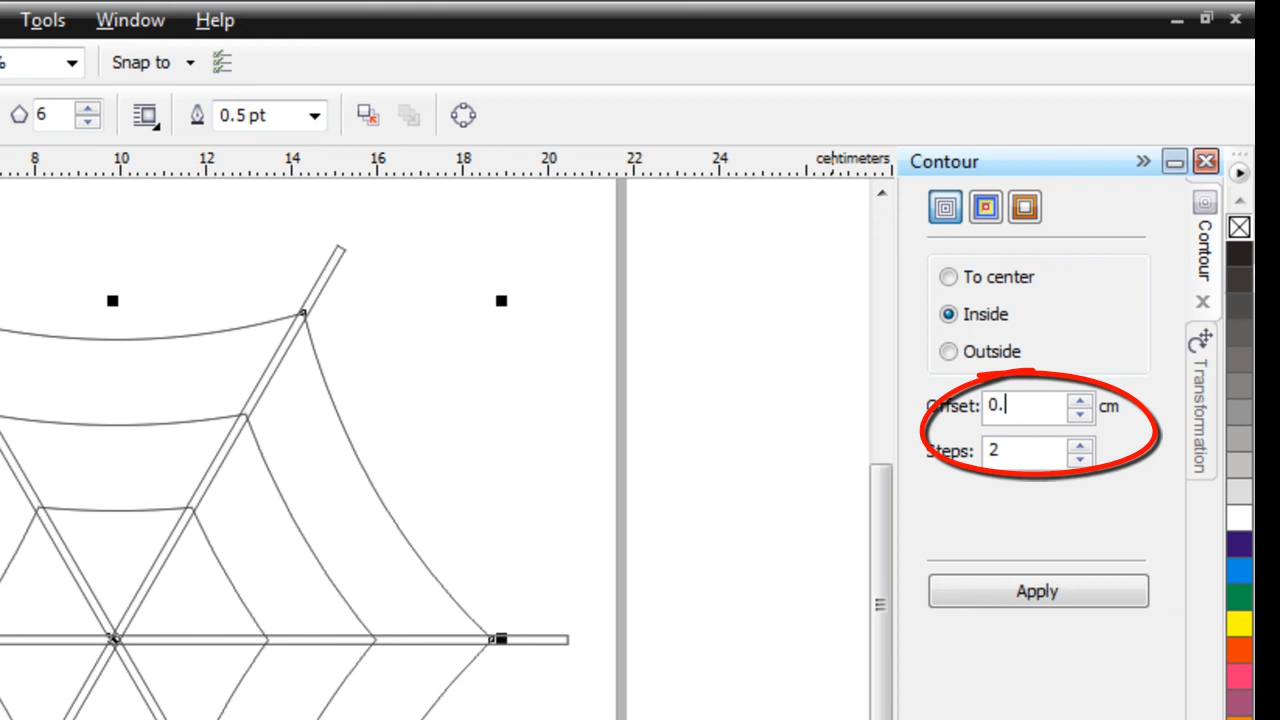 Tools Window Help
% Snap to
6 0.5 pt
8 10 12 14 16 18 20 22 24 centimeters
Contour
To center
Inside
Outside
Offset: 0. cm
Steps: 2
Apply
Contour
Transformation